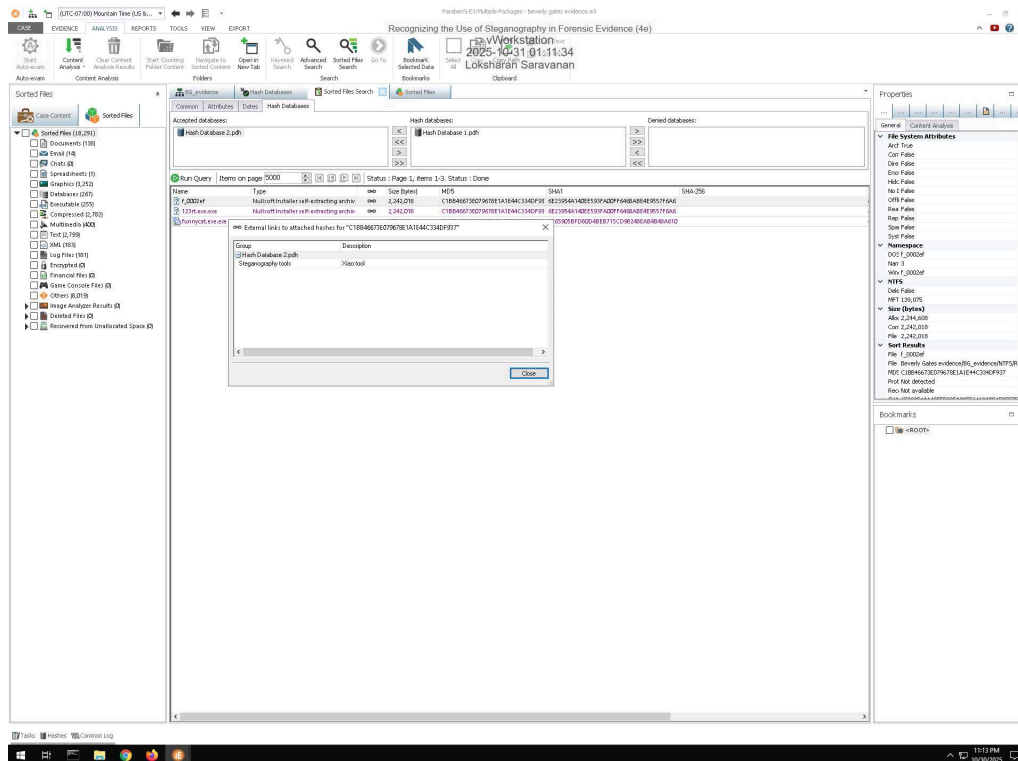 (UTC-07:00) Mountain Time (US &...
Paraben's E3:Multiple-Packages - beverly gates evidence.e3
CASE EVIDENCE ANALYSIS REPORTS TOOLS VIEW EXPORT
Recognizing the Use of Steganography in Forensic Evidence (4e)
vWorkstation
2025-10-31 01:11:34
Loksharan Saravanan
Start Auto-exam
Content Analysis
Clear Content Analysis Results
Start Counting Folder Content
Navigate to Sorted Content
Open in New Tab
Keyword Search
Advanced Search
Sorted Files Search
Go To
Bookmark Selected Data
Select All
Copy Path
Auto-exam Content Analysis Folders Search Bookmarks Clipboard
Sorted Files
Case Content Sorted Files
Sorted Files (18,291)
Documents (138)
Email (14)
Chats (0)
Spreadsheets (1)
Graphics (3,252)
Databases (267)
Executable (255)
Compressed (2,782)
Multimedia (400)
Text (2,799)
XML (183)
Log Files (181)
Encrypted (0)
Financial files (0)
Game Console Files (0)
Others (8,019)
Image Analyzer Results (0)
Deleted Files (0)
Recovered from Unallocated Space (0)
BG_evidence Hash Databases Sorted Files Search Sorted Files
Common Attributes Dates Hash Databases
Accepted databases: Hash databases: Denied databases:
Hash Database 2.pdh < Hash Database 1.pdh >
<< >>
> <
>> <<
Run Query Items on page 5000 Status : Page 1, items 1-3. Status : Done
Name Type Size (bytes) MD5 SHA1 SHA-256
f_0002ef Nullsoft Installer self-extracting archiv 2,242,018
123rt.exe.exe Nullsoft Installer self-extracting archiv 2,242,018
funnycat.exe.exe
External links to attached hashes for "C1BB46673E079678E1A1E44C334DF937"
Group Description
Hash Database 2.pdh
Steganography tools Xiao tool
Close
Properties
General Content Analysis
File System Attributes
Arch True
Dire False
Hidc False
No I False
Rea False
Rep False
Spa False
Syst False
Namespace
DOS f_0002ef
Nam 3
Win f_0002ef
NTFS
Dele False
MFT 139,075
Size (bytes)
Allo 2,244,608
Com 2,242,018
File 2,242,018
Sort Results
File f_0002ef
File Beverly Gates evidence/BG_evidence/NTFS/R
MD5 C1BB46673E079678E1A1E44C334DF937
Prot Not detected
Reco Not available
Bookmarks
<ROOT>
Tasks Hashes Common Log
11:13 PM
10/30/2025